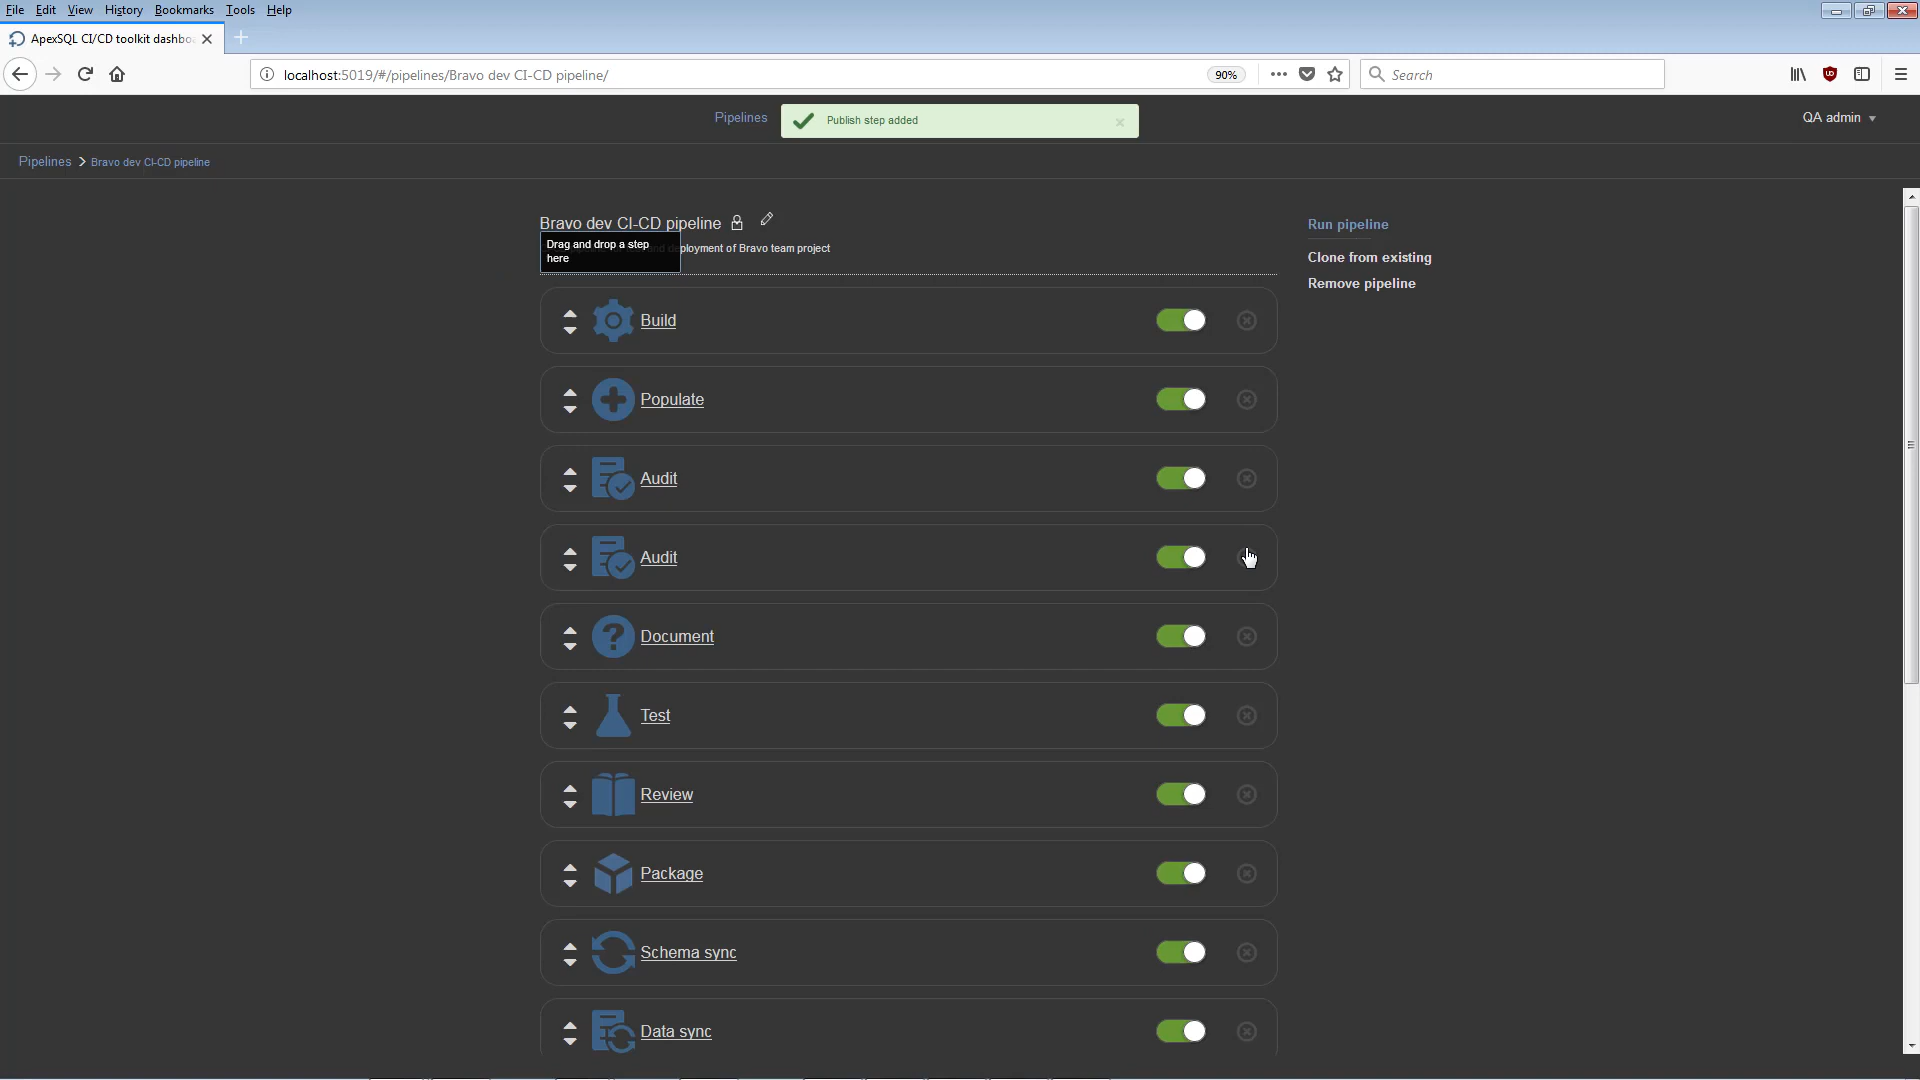 File Edit View History Bookmarks Tools Help
ApexSQL CI/CD toolkit dashbo
localhost:5019/#/pipelines/Bravo dev CI-CD pipeline/
90%
Search
Pipelines
Publish step added
QA admin
Pipelines > Bravo dev CI-CD pipeline
Bravo dev CI-CD pipeline
Drag and drop a step
here
ployment of Bravo team project
Run pipeline
Clone from existing
Remove pipeline
Build
Populate
Audit
Audit
Document
Test
Review
Package
Schema sync
Data sync